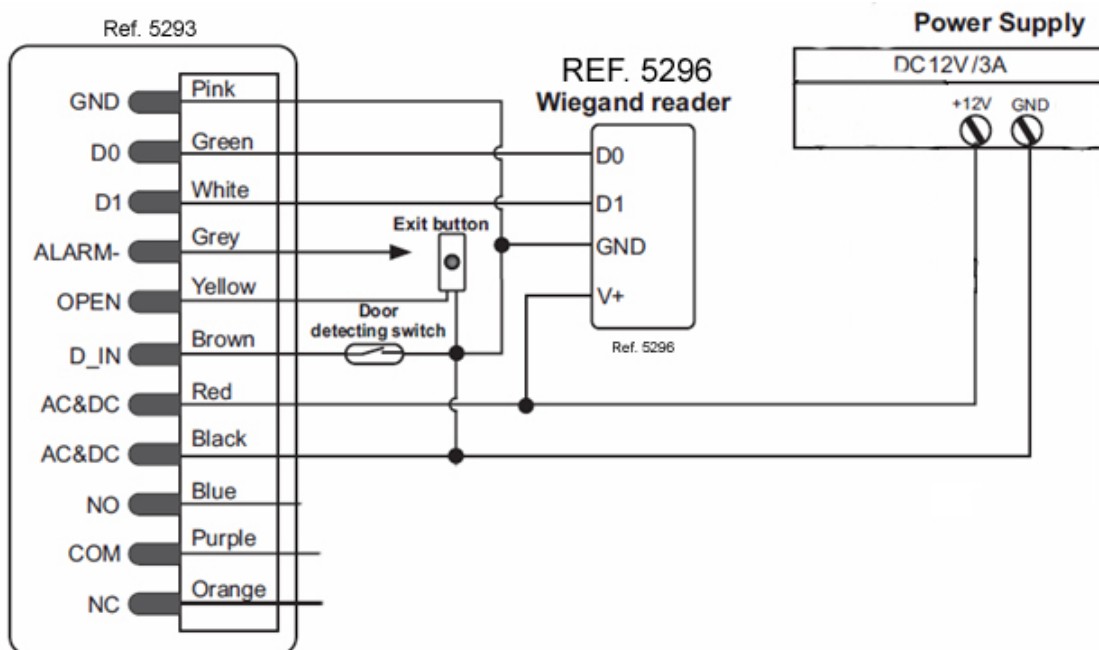 Ref. 5293
Power Supply
DC 12V/3A
+12V GND
REF. 5296
Wiegand reader
GND Pink
D0 Green
D1 White
ALARM- Grey
OPEN Yellow
D_IN Brown
AC&DC Red
AC&DC Black
NO Blue
COM Purple
NC Orange
Exit button
Door
detecting switch
D0
D1
GND
V+
Ref. 5296